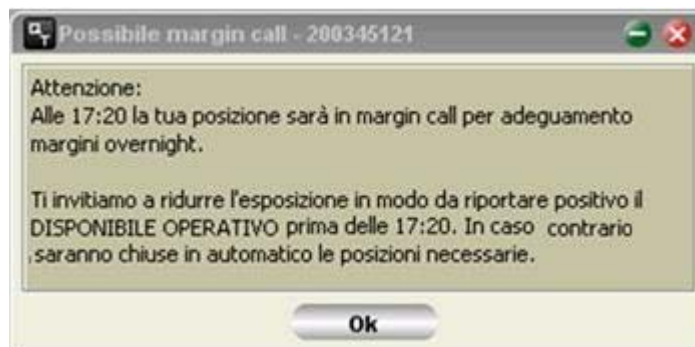 Possibile margin call - 200345121
Attenzione:
Alle 17:20 la tua posizione sarà in margin call per adeguamento
margini overnight.
Ti invitiamo a ridurre l'esposizione in modo da riportare positivo il
DISPONIBILE OPERATIVO prima delle 17:20. In caso contrario
saranno chiuse in automatico le posizioni necessarie.
Ok